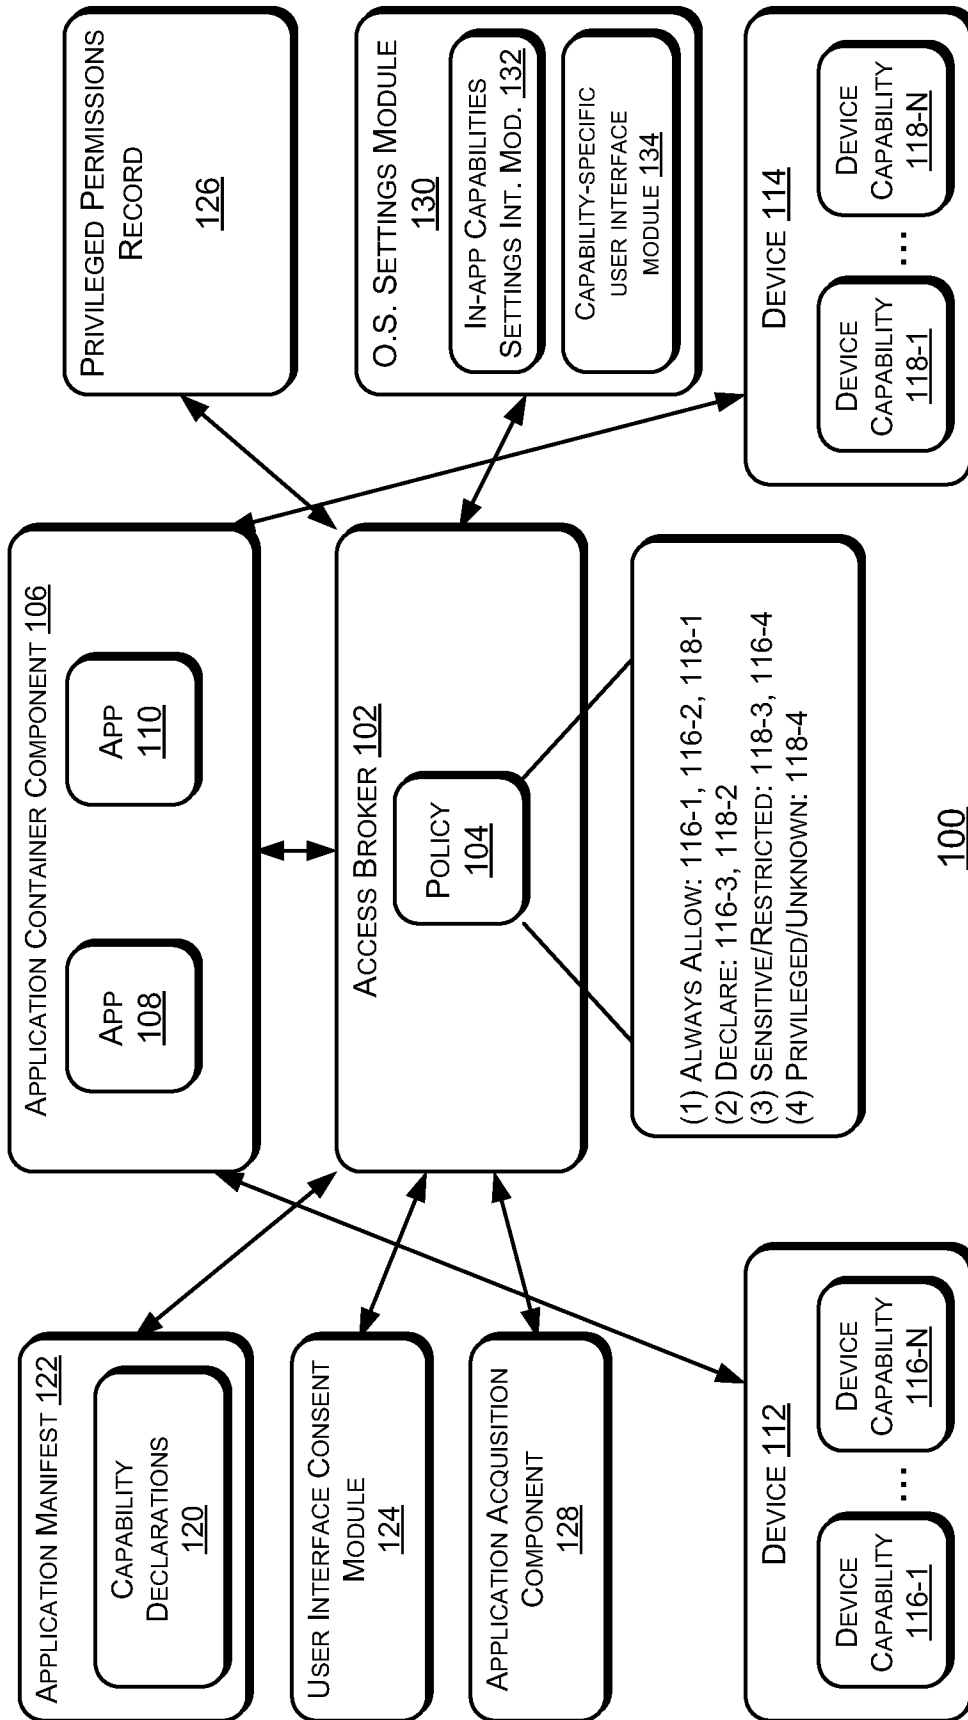 APPLICATION MANIFEST 122
CAPABILITY
DECLARATIONS
120
USER INTERFACE CONSENT
MODULE
124
APPLICATION ACQUISITION
COMPONENT
128
APPLICATION CONTAINER COMPONENT 106
APP
108
APP
110
ACCESS BROKER 102
POLICY
104
(1) ALWAYS ALLOW: 116-1, 116-2, 118-1
(2) DECLARE: 116-3, 118-2
(3) SENSITIVE/RESTRICTED: 118-3, 116-4
(4) PRIVILEGED/UNKNOWN: 118-4
PRIVILEGED PERMISSIONS
RECORD
126
O.S. SETTINGS MODULE
130
IN-APP CAPABILITIES
SETTINGS INT. MOD. 132
CAPABILITY-SPECIFIC
USER INTERFACE
MODULE 134
DEVICE 112
DEVICE
CAPABILITY
116-1
...
DEVICE
CAPABILITY
116-N
DEVICE 114
DEVICE
CAPABILITY
118-1
...
DEVICE
CAPABILITY
118-N
100